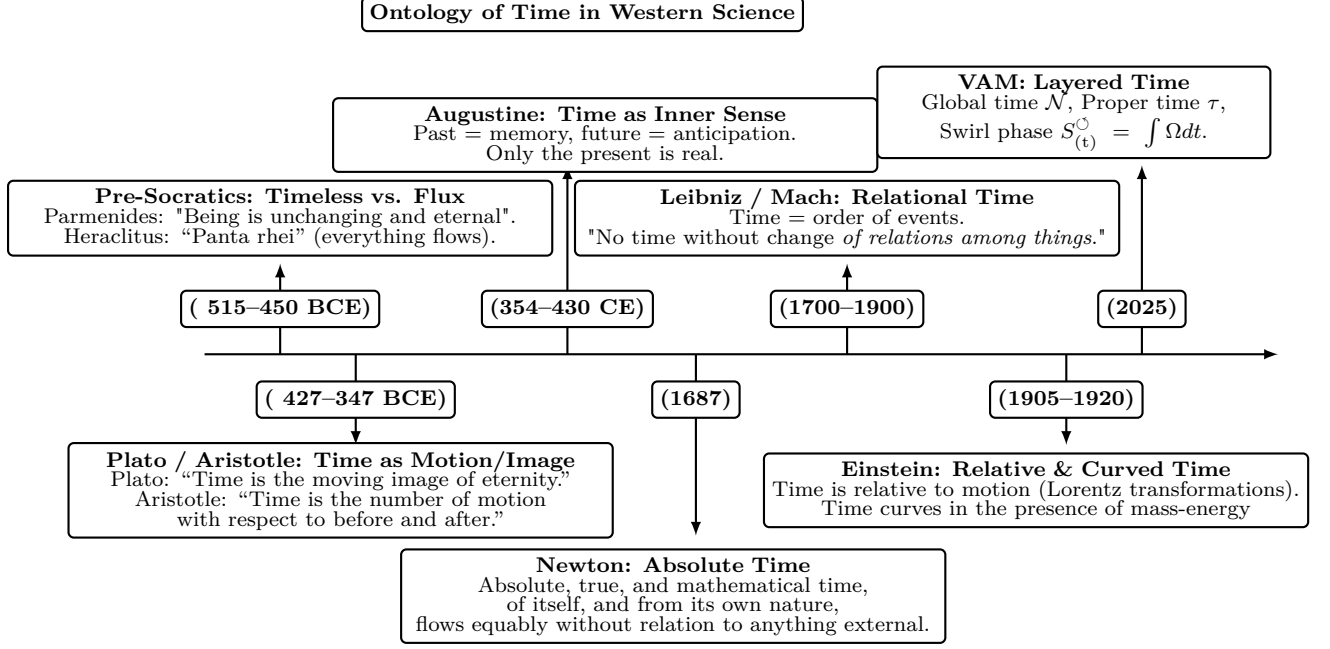 Ontology of Time in Western Science
VAM: Layered Time
Global time 𝒩, Proper time τ,
Swirl phase S^↺_(t) = ∫ Ωdt.
Augustine: Time as Inner Sense
Past = memory, future = anticipation.
Only the present is real.
Pre-Socratics: Timeless vs. Flux
Parmenides: "Being is unchanging and eternal".
Heraclitus: “Panta rhei” (everything flows).
Leibniz / Mach: Relational Time
Time = order of events.
"No time without change of relations among things."
( 515–450 BCE)
(354–430 CE)
(1700–1900)
(2025)
( 427–347 BCE)
(1687)
(1905–1920)
Plato / Aristotle: Time as Motion/Image
Plato: “Time is the moving image of eternity.”
Aristotle: “Time is the number of motion
with respect to before and after.”
Einstein: Relative & Curved Time
Time is relative to motion (Lorentz transformations).
Time curves in the presence of mass-energy
Newton: Absolute Time
Absolute, true, and mathematical time,
of itself, and from its own nature,
flows equably without relation to anything external.